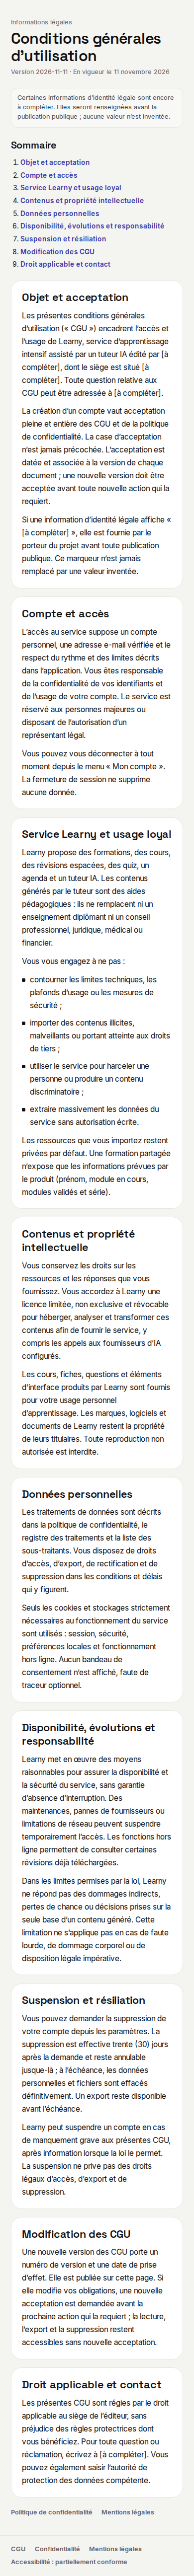 Informations légales
Conditions générales
d'utilisation
Version 2026-11-11 · En vigueur le 11 novembre 2026
Certaines informations d'identité légale sont encore
à compléter. Elles seront renseignées avant la
publication publique ; aucune valeur n'est inventée.
Sommaire
1. Objet et acceptation
2. Compte et accès
3. Service Learny et usage loyal
4. Contenus et propriété intellectuelle
5. Données personnelles
6. Disponibilité, évolutions et responsabilité
7. Suspension et résiliation
8. Modification des CGU
9. Droit applicable et contact
Objet et acceptation
Les présentes conditions générales
d'utilisation (« CGU ») encadrent l'accès et
l'usage de Learny, service d'apprentissage
intensif assisté par un tuteur IA édité par [à
compléter], dont le siège est situé [à
compléter]. Toute question relative aux
CGU peut être adressée à [à compléter].
La création d'un compte vaut acceptation
pleine et entière des CGU et de la politique
de confidentialité. La case d'acceptation
n'est jamais précochée. L'acceptation est
datée et associée à la version de chaque
document ; une nouvelle version doit être
acceptée avant toute nouvelle action qui la
requiert.
Si une information d'identité légale affiche «
[à compléter] », elle est fournie par le
porteur du projet avant toute publication
publique. Ce marqueur n'est jamais
remplacé par une valeur inventée.
Compte et accès
L'accès au service suppose un compte
personnel, une adresse e-mail vérifiée et le
respect du rythme et des limites décrits
dans l'application. Vous êtes responsable
de la confidentialité de vos identifiants et
de l'usage de votre compte. Le service est
réservé aux personnes majeures ou
disposant de l'autorisation d'un
représentant légal.
Vous pouvez vous déconnecter à tout
moment depuis le menu « Mon compte ».
La fermeture de session ne supprime
aucune donnée.
Service Learny et usage loyal
Learny propose des formations, des cours,
des révisions espacées, des quiz, un
agenda et un tuteur IA. Les contenus
générés par le tuteur sont des aides
pédagogiques : ils ne remplacent ni un
enseignement diplômant ni un conseil
professionnel, juridique, médical ou
financier.
Vous vous engagez à ne pas :
contourner les limites techniques, les
plafonds d'usage ou les mesures de
sécurité ;
importer des contenus illicites,
malveillants ou portant atteinte aux droits
de tiers ;
utiliser le service pour harceler une
personne ou produire un contenu
discriminatoire ;
extraire massivement les données du
service sans autorisation écrite.
Les ressources que vous importez restent
privées par défaut. Une formation partagée
n'expose que les informations prévues par
le produit (prénom, module en cours,
modules validés et série).
Contenus et propriété
intellectuelle
Vous conservez les droits sur les
ressources et les réponses que vous
fournissez. Vous accordez à Learny une
licence limitée, non exclusive et révocable
pour héberger, analyser et transformer ces
contenus afin de fournir le service, y
compris les appels aux fournisseurs d'IA
configurés.
Les cours, fiches, questions et éléments
d'interface produits par Learny sont fournis
pour votre usage personnel
d'apprentissage. Les marques, logiciels et
documents de Learny restent la propriété
de leurs titulaires. Toute reproduction non
autorisée est interdite.
Données personnelles
Les traitements de données sont décrits
dans la politique de confidentialité, le
registre des traitements et la liste des
sous-traitants. Vous disposez de droits
d'accès, d'export, de rectification et de
suppression dans les conditions et délais
qui y figurent.
Seuls les cookies et stockages strictement
nécessaires au fonctionnement du service
sont utilisés : session, sécurité,
préférences locales et fonctionnement
hors ligne. Aucun bandeau de
consentement n'est affiché, faute de
traceur optionnel.
Disponibilité, évolutions et
responsabilité
Learny met en œuvre des moyens
raisonnables pour assurer la disponibilité et
la sécurité du service, sans garantie
d'absence d'interruption. Des
maintenances, pannes de fournisseurs ou
limitations de réseau peuvent suspendre
temporairement l'accès. Les fonctions hors
ligne permettent de consulter certaines
révisions déjà téléchargées.
Dans les limites permises par la loi, Learny
ne répond pas des dommages indirects,
pertes de chance ou décisions prises sur la
seule base d'un contenu généré. Cette
limitation ne s'applique pas en cas de faute
lourde, de dommage corporel ou de
disposition légale impérative.
Suspension et résiliation
Vous pouvez demander la suppression de
votre compte depuis les paramètres. La
suppression est effective trente (30) jours
après la demande et reste annulable
jusque-là ; à l'échéance, les données
personnelles et fichiers sont effacés
définitivement. Un export reste disponible
avant l'échéance.
Learny peut suspendre un compte en cas
de manquement grave aux présentes CGU,
après information lorsque la loi le permet.
La suspension ne prive pas des droits
légaux d'accès, d'export et de
suppression.
Modification des CGU
Une nouvelle version des CGU porte un
numéro de version et une date de prise
d'effet. Elle est publiée sur cette page. Si
elle modifie vos obligations, une nouvelle
acceptation est demandée avant la
prochaine action qui la requiert ; la lecture,
l'export et la suppression restent
accessibles sans nouvelle acceptation.
Droit applicable et contact
Les présentes CGU sont régies par le droit
applicable au siège de l'éditeur, sans
préjudice des règles protectrices dont
vous bénéficiez. Pour toute question ou
réclamation, écrivez à [à compléter]. Vous
pouvez également saisir l'autorité de
protection des données compétente.
Politique de confidentialité Mentions légales
CGU Confidentialité Mentions légales
Accessibilité : partiellement conforme